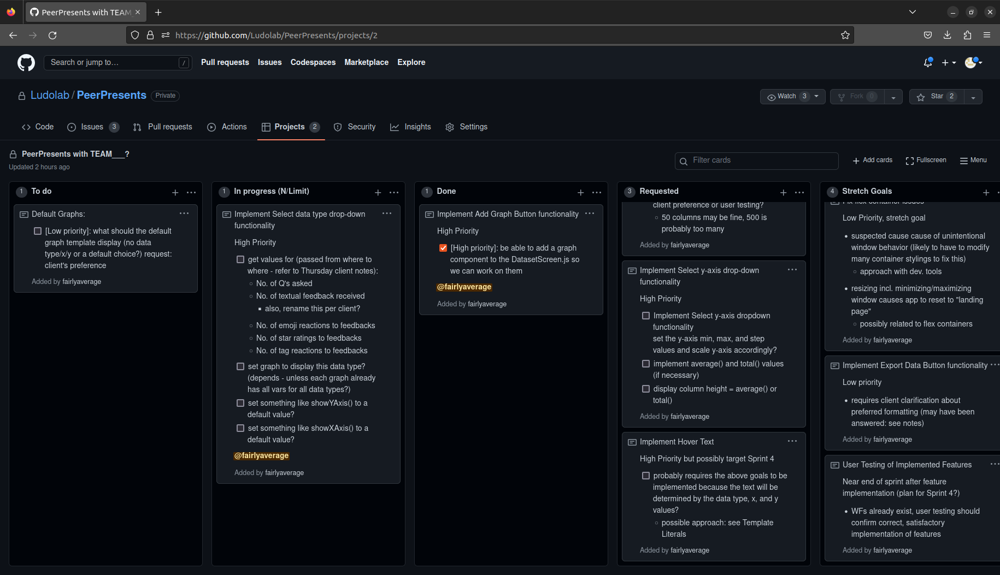 PeerPresents with TEAM_
https://github.com/Ludolab/PeerPresents/projects/2
Search or jump to…
/
Pull requests
Issues
Codespaces
Marketplace
Explore
Ludolab / PeerPresents
Private
Watch 3
Fork 0
Star 2
Code
Issues 3
Pull requests
Actions
Projects 2
Security
Insights
Settings
PeerPresents with TEAM___?
Updated 2 hours ago
Filter cards
Add cards
Fullscreen
Menu
1 To do
Default Graphs:
[Low priority]: what should the default
graph template display (no data
type/x/y or a default choice?) request:
client's preference
Added by fairlyaverage
1 In progress (N/Limit)
Implement Select data type drop-down
functionality
High Priority
get values for (passed from where to
where - refer to Thursday client notes):
No. of Q's asked
No. of textual feedback received
also, rename this per client?
No. of emoji reactions to feedbacks
No. of star ratings to feedbacks
No. of tag reactions to feedbacks
set graph to display this data type?
(depends - unless each graph already
has all vars for all data types?)
set something like showYAxis() to a
default value?
set something like showXAxis() to a
default value?
@fairlyaverage
Added by fairlyaverage
1 Done
Implement Add Graph Button functionality
High Priority
[High priority]: be able to add a graph
component to the DatasetScreen.js so
we can work on them
@fairlyaverage
Added by fairlyaverage
3 Requested
client preference or user testing?
50 columns may be fine, 500 is
probably too many
Added by fairlyaverage
Implement Select y-axis drop-down
functionality
High Priority
Implement Select y-axis dropdown
functionality
set the y-axis min, max, and step
values and scale y-axis accordingly?
implement average() and total() values
(if necessary)
display column height = average() or
total()
Added by fairlyaverage
Implement Hover Text
High Priority but possibly target Sprint 4
probably requires the above goals to be
implemented because the text will be
determined by the data type, x, and y
values?
possible approach: see Template
Literals
Added by fairlyaverage
4 Stretch Goals
Fix flex container issues
Low Priority, stretch goal
suspected cause cause of unintentional
window behavior (likely to have to modify
many container stylings to fix this)
approach with dev. tools
resizing incl. minimizing/maximizing
window causes app to reset to "landing
page"
possibly related to flex containers
Added by fairlyaverage
Implement Export Data Button functionality
Low priority
requires client clarification about
preferred formatting (may have been
answered: see notes)
Added by fairlyaverage
User Testing of Implemented Features
Near end of sprint after feature
implementation (plan for Sprint 4?)
WFs already exist, user testing should
confirm correct, satisfactory
implementation of features
Added by fairlyaverage